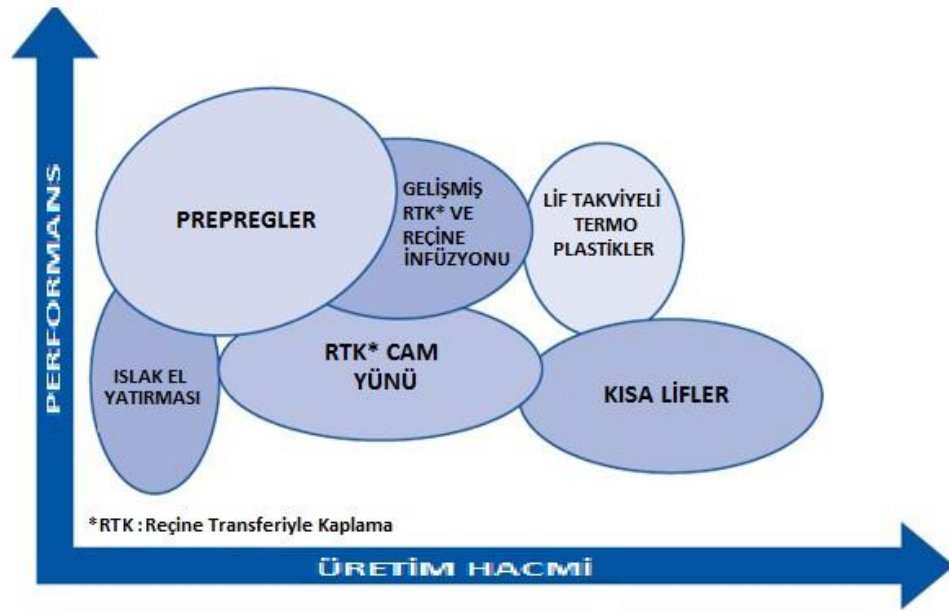 PERFORMANS
PREPREGLER
GELİŞMİŞ
RTK* VE
REÇİNE
İNFÜZYONU
LİF TAKVİYELİ
TERMO
PLASTİKLER
ISLAK EL
YATIRMASI
RTK* CAM
YÜNÜ
KISA LİFLER
*RTK : Reçine Transferiyle Kaplama
ÜRETİM HACMİ